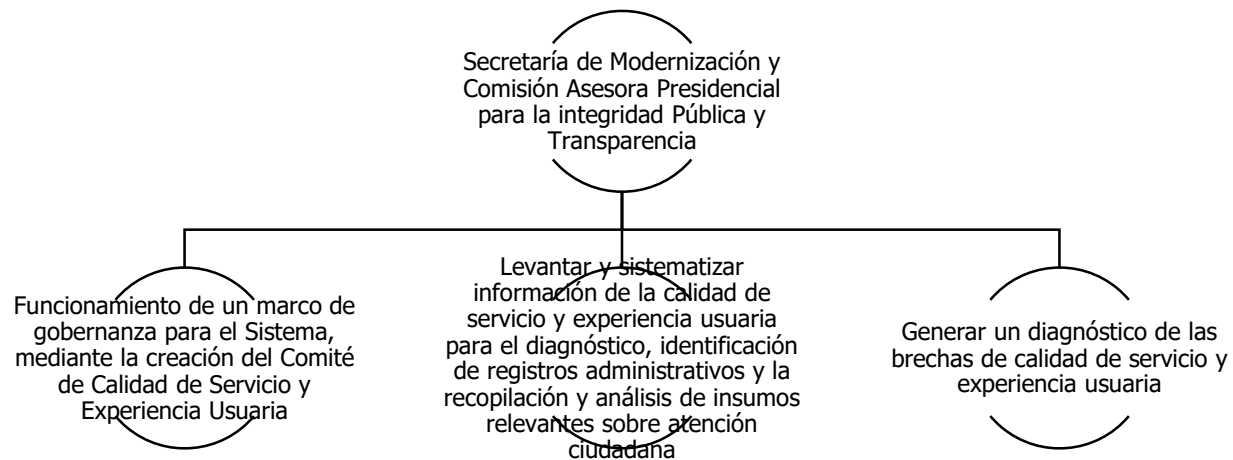 Secretaría de Modernización y
Comisión Asesora Presidencial
para la integridad Pública y
Transparencia
Funcionamiento de un marco de
gobernanza para el Sistema,
mediante la creación del Comité
de Calidad de Servicio y
Experiencia Usuaria
Levantar y sistematizar
información de la calidad de
servicio y experiencia usuaria
para el diagnóstico, identificación
de registros administrativos y la
recopilación y análisis de insumos
relevantes sobre atención
ciudadana
Generar un diagnóstico de las
brechas de calidad de servicio y
experiencia usuaria